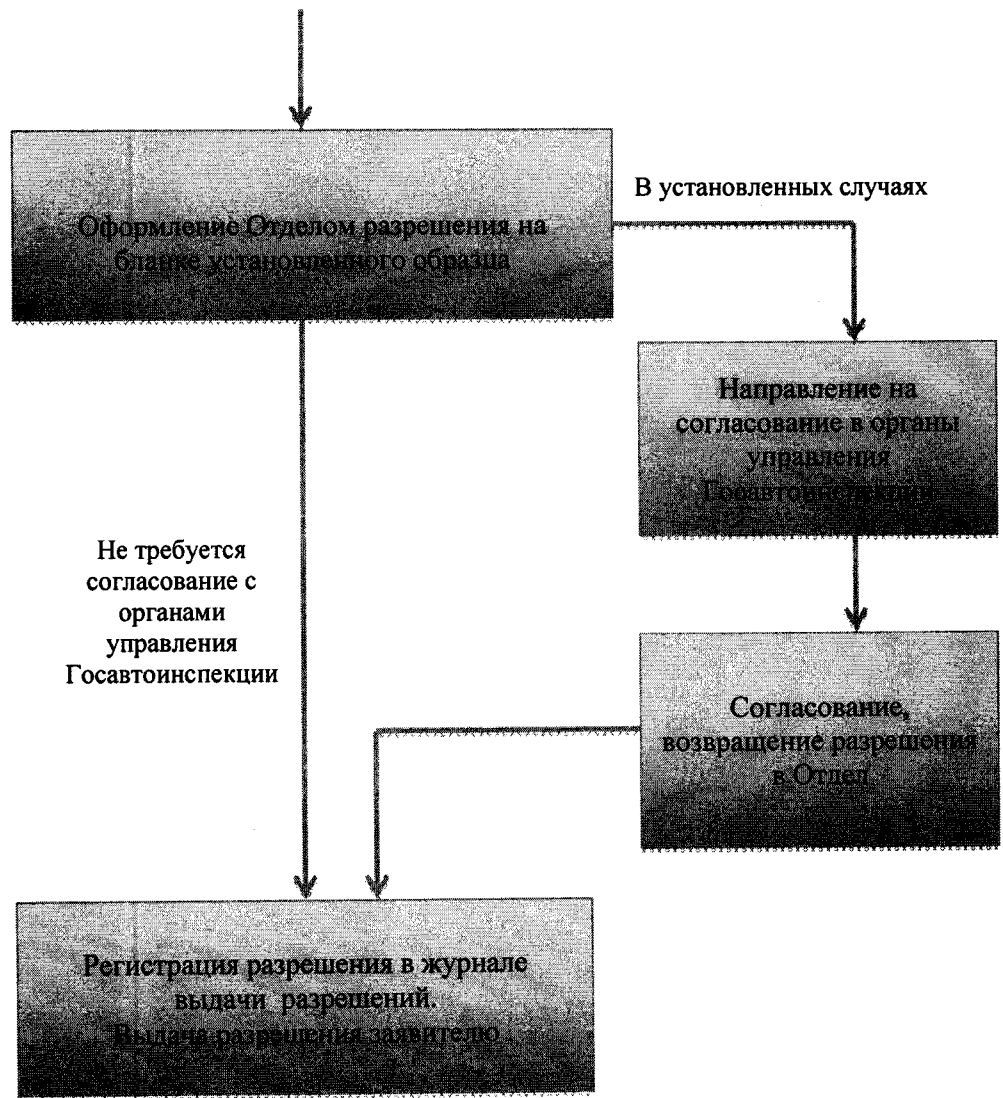 Оформление Отделом разрешения на
бланке установленного образца
В установленных случаях
Направление на
согласование в органы
управления
Госавтоинспекции
Не требуется
согласование с
органами
управления
Госавтоинспекции
Согласование,
возвращение разрешения
в Отдел
Регистрация разрешения в журнале
выдачи разрешений.
Выдача разрешения заявителю